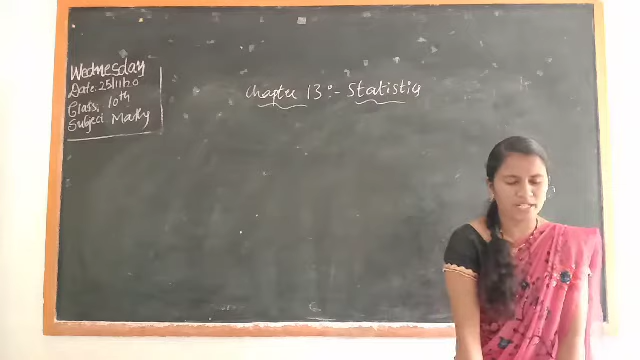 Wednesday
Date: 25/11/20
Class: 10th
Subject: Maths
Chapter 13:- Statistics